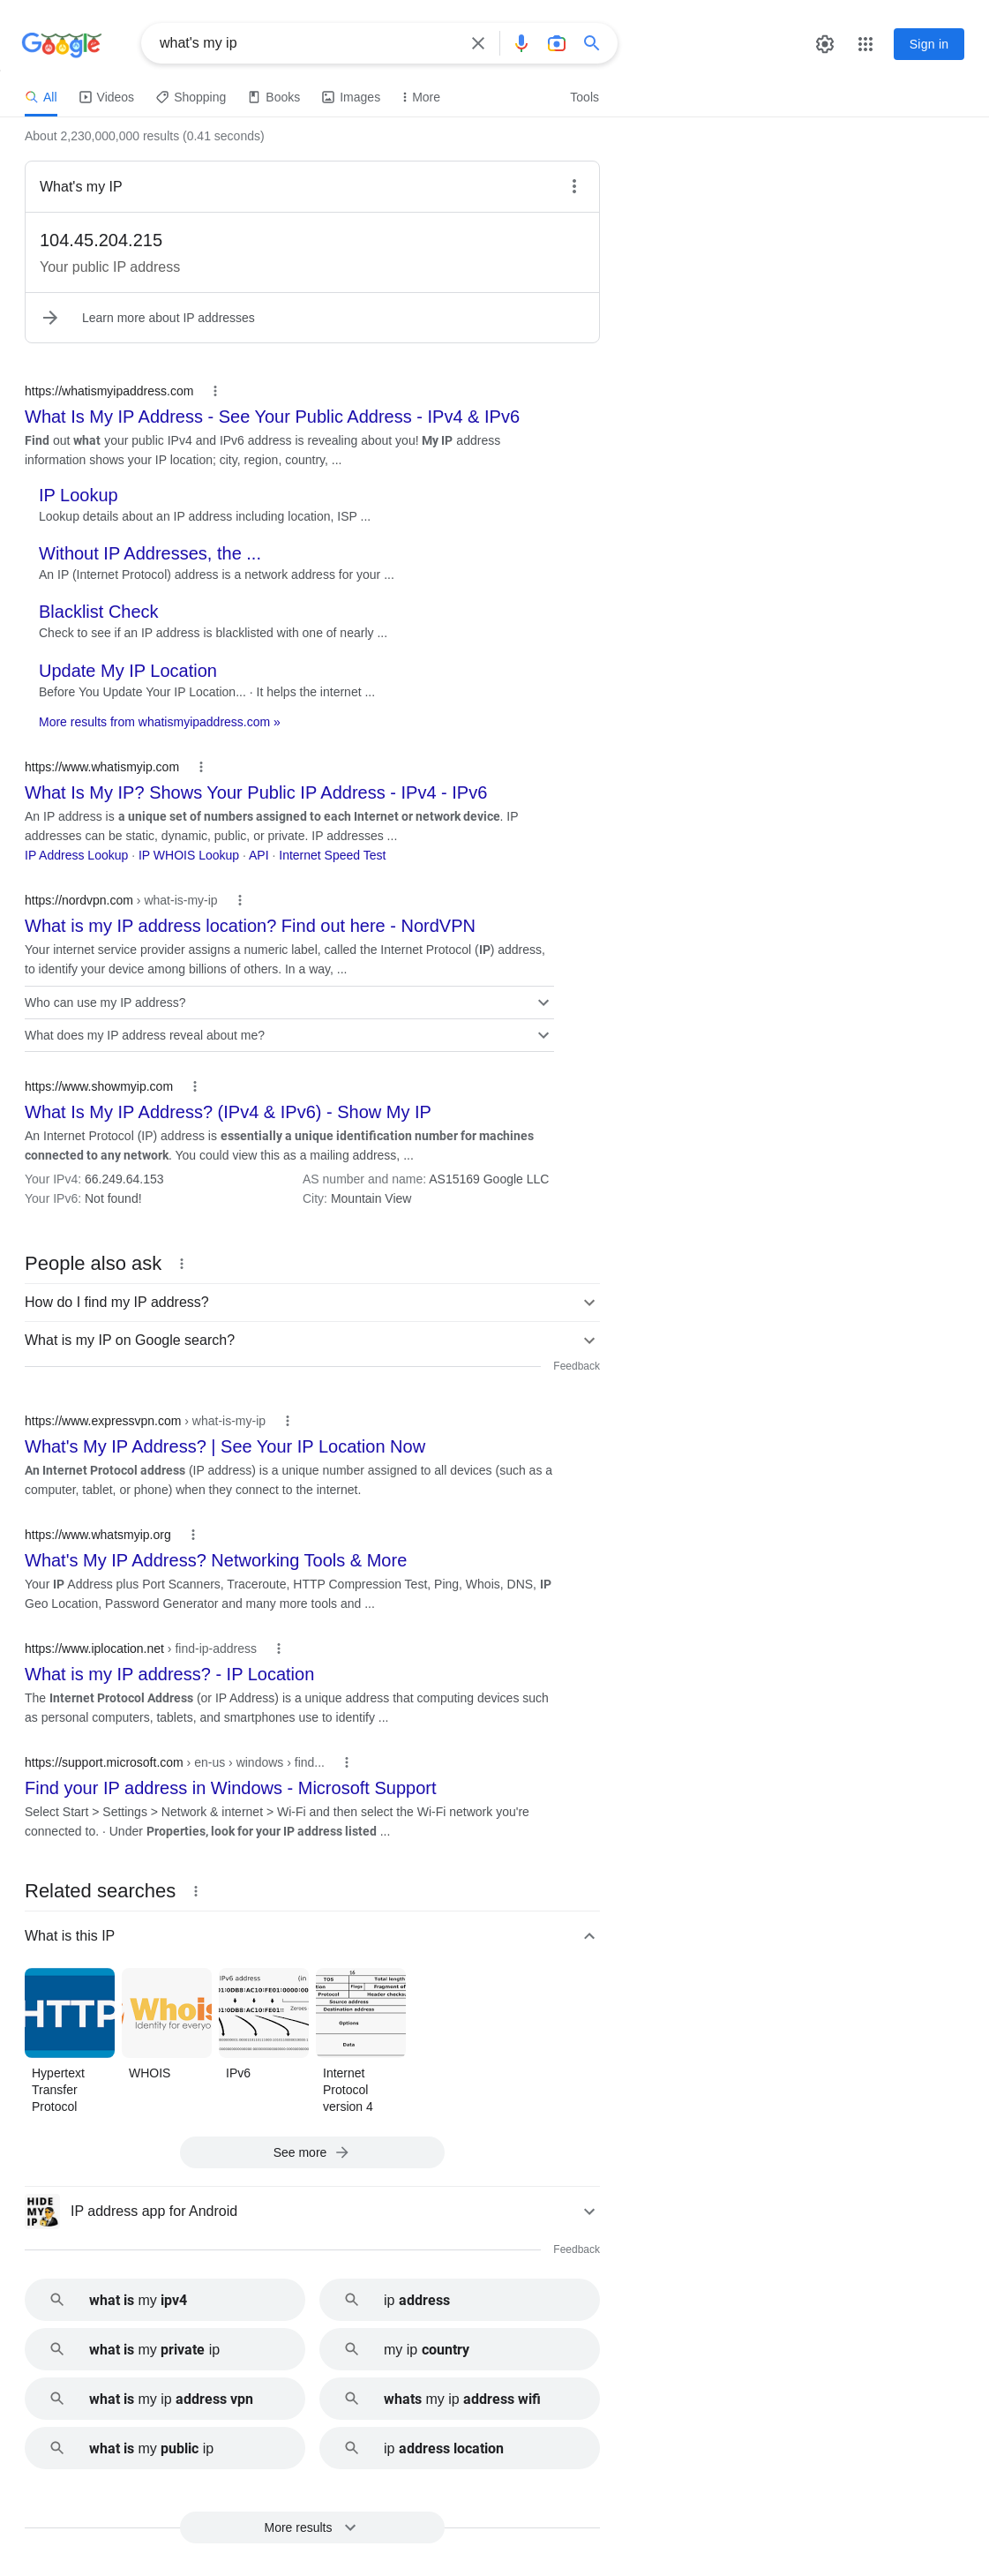 Google
what's my ip
Sign in
All
Videos
Shopping
Books
Images
More
Tools
About 2,230,000,000 results (0.41 seconds)
What's my IP
104.45.204.215
Your public IP address
Learn more about IP addresses
https://whatismyipaddress.com
What Is My IP Address - See Your Public Address - IPv4 & IPv6
Find out what your public IPv4 and IPv6 address is revealing about you! My IP address
information shows your IP location; city, region, country, ...
IP Lookup
Lookup details about an IP address including location, ISP ...
Without IP Addresses, the ...
An IP (Internet Protocol) address is a network address for your ...
Blacklist Check
Check to see if an IP address is blacklisted with one of nearly ...
Update My IP Location
Before You Update Your IP Location... · It helps the internet ...
More results from whatismyipaddress.com »
https://www.whatismyip.com
What Is My IP? Shows Your Public IP Address - IPv4 - IPv6
An IP address is a unique set of numbers assigned to each Internet or network device. IP
addresses can be static, dynamic, public, or private. IP addresses ...
IP Address Lookup · IP WHOIS Lookup · API · Internet Speed Test
https://nordvpn.com › what-is-my-ip
What is my IP address location? Find out here - NordVPN
Your internet service provider assigns a numeric label, called the Internet Protocol (IP) address,
to identify your device among billions of others. In a way, ...
Who can use my IP address?
What does my IP address reveal about me?
https://www.showmyip.com
What Is My IP Address? (IPv4 & IPv6) - Show My IP
An Internet Protocol (IP) address is essentially a unique identification number for machines
connected to any network. You could view this as a mailing address, ...
Your IPv4: 66.249.64.153
AS number and name: AS15169 Google LLC
Your IPv6: Not found!
City: Mountain View
People also ask
How do I find my IP address?
What is my IP on Google search?
Feedback
https://www.expressvpn.com › what-is-my-ip
What's My IP Address? | See Your IP Location Now
An Internet Protocol address (IP address) is a unique number assigned to all devices (such as a
computer, tablet, or phone) when they connect to the internet.
https://www.whatsmyip.org
What's My IP Address? Networking Tools & More
Your IP Address plus Port Scanners, Traceroute, HTTP Compression Test, Ping, Whois, DNS, IP
Geo Location, Password Generator and many more tools and ...
https://www.iplocation.net › find-ip-address
What is my IP address? - IP Location
The Internet Protocol Address (or IP Address) is a unique address that computing devices such
as personal computers, tablets, and smartphones use to identify ...
https://support.microsoft.com › en-us › windows › find...
Find your IP address in Windows - Microsoft Support
Select Start > Settings > Network & internet > Wi-Fi and then select the Wi-Fi network you're
connected to. · Under Properties, look for your IP address listed ...
Related searches
What is this IP
HTTP
Whois
Identity for everyo
IPv6 address (in
Zeroes
16
TOS
Total length
Flags
Fragment of
Protocol
Header checksu
Source address
Destination address
Options
Data
Hypertext
Transfer
Protocol
WHOIS
IPv6
Internet
Protocol
version 4
See more
HIDE
MY
IP
IP address app for Android
Feedback
what is my ipv4
ip address
what is my private ip
my ip country
what is my ip address vpn
whats my ip address wifi
what is my public ip
ip address location
More results